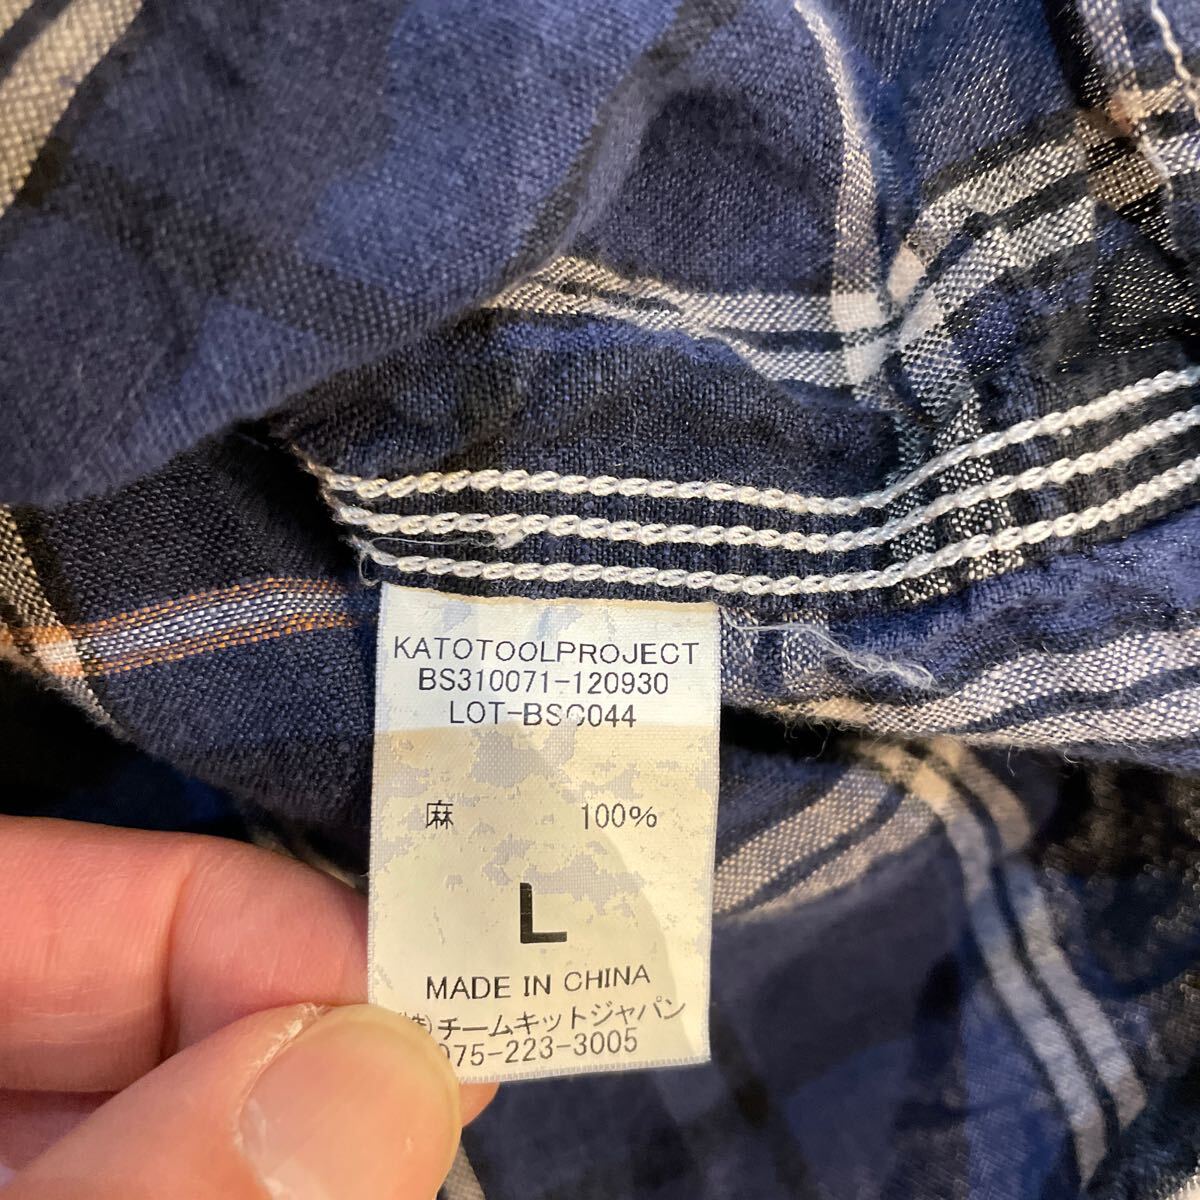 KATOTOOLPROJECT
BS310071-120930
LOT-BSC044
麻 100%
L
MADE IN CHINA
㈱チームキットジャパン
075-223-3005